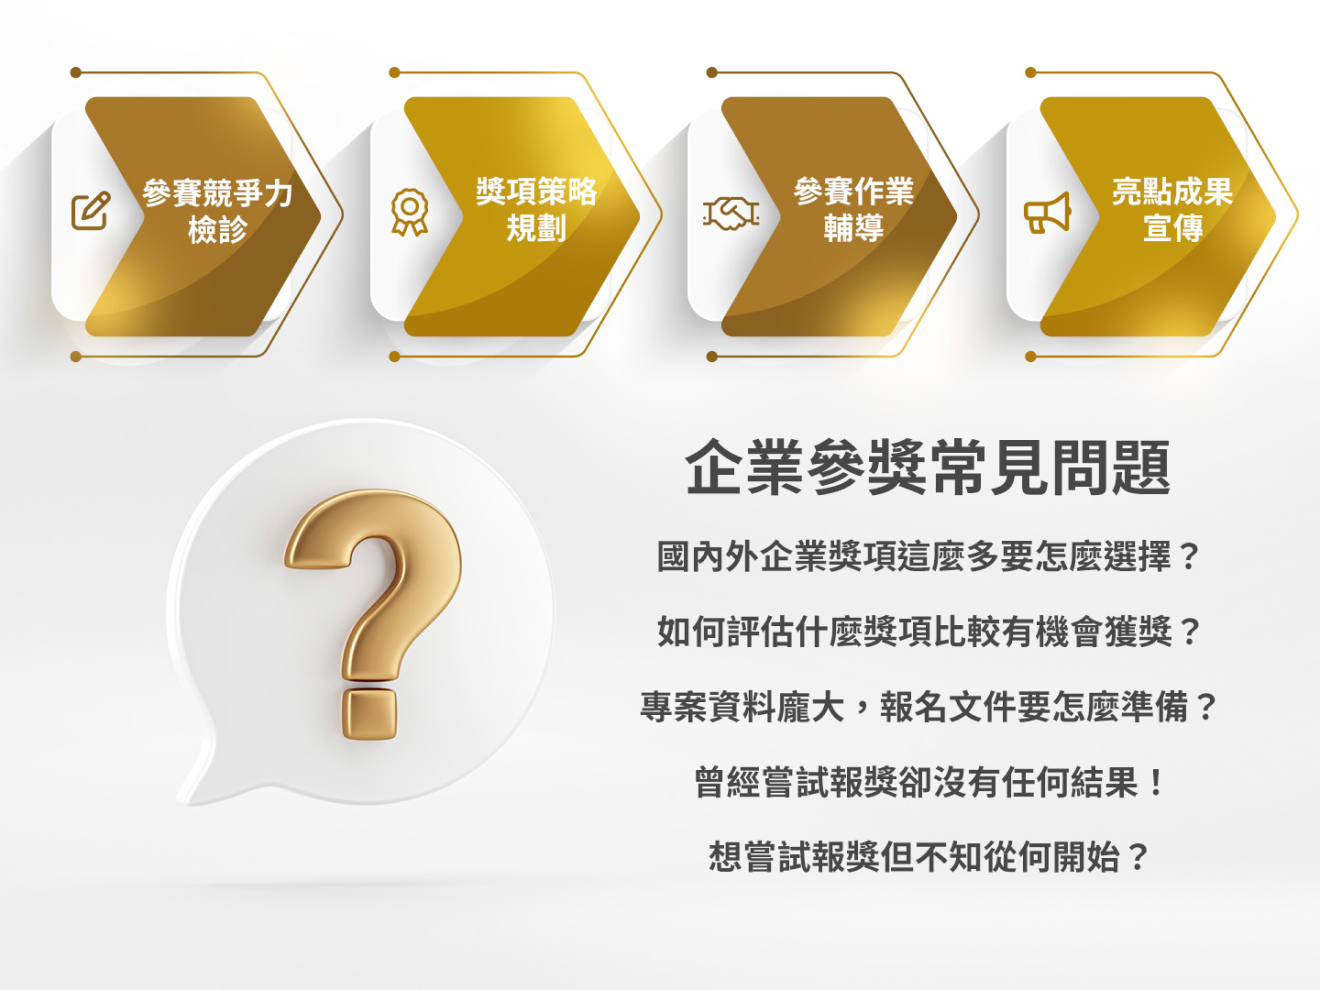 參賽競爭力
檢診
獎項策略
規劃
參賽作業
輔導
亮點成果
宣傳
企業參獎常見問題
國內外企業獎項這麼多要怎麼選擇？
如何評估什麼獎項比較有機會獲獎？
專案資料龐大，報名文件要怎麼準備？
曾經嘗試報獎卻沒有任何結果！
想嘗試報獎但不知從何開始？